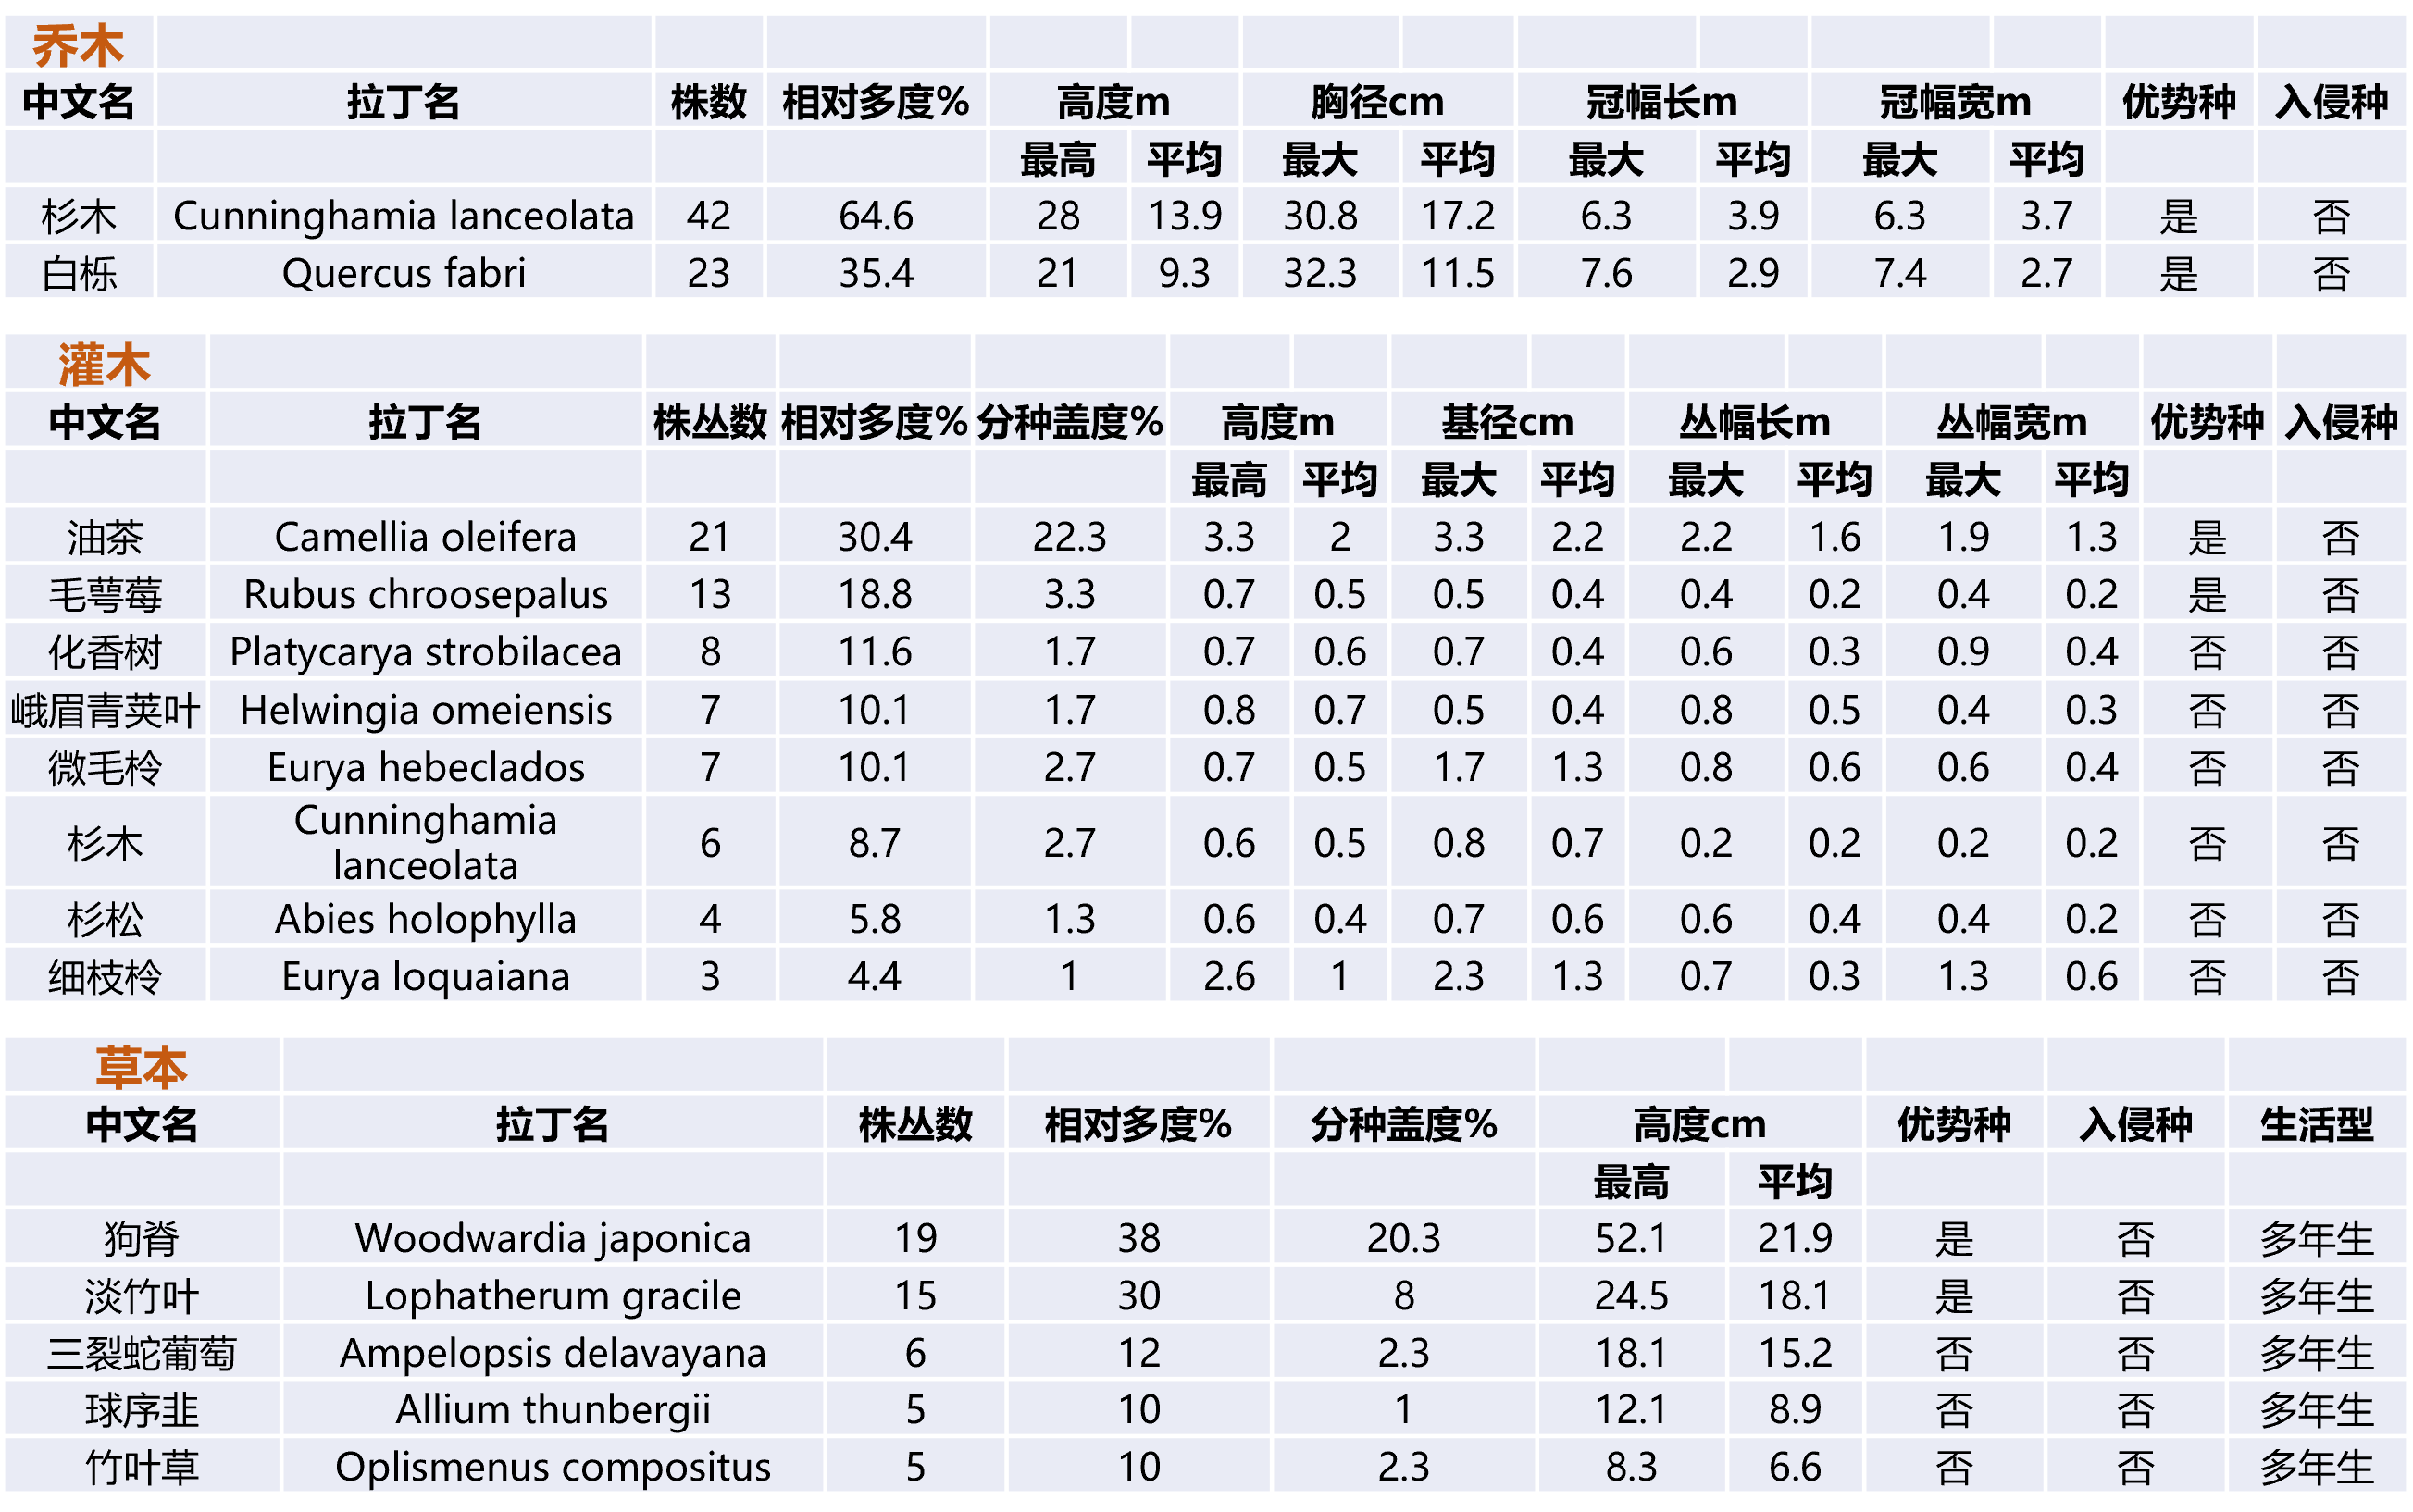 乔木
中文名 拉丁名 株数 相对多度% 高度m 胸径cm 冠幅长m 冠幅宽m 优势种 入侵种
最高 平均 最大 平均 最大 平均 最大 平均
杉木 Cunninghamia lanceolata 42 64.6 28 13.9 30.8 17.2 6.3 3.9 6.3 3.7 是 否
白栎 Quercus fabri 23 35.4 21 9.3 32.3 11.5 7.6 2.9 7.4 2.7 是 否
灌木
中文名 拉丁名 株丛数 相对多度% 分种盖度% 高度m 基径cm 丛幅长m 丛幅宽m 优势种 入侵种
最高 平均 最大 平均 最大 平均 最大 平均
油茶 Camellia oleifera 21 30.4 22.3 3.3 2 3.3 2.2 2.2 1.6 1.9 1.3 是 否
毛萼莓 Rubus chroosepalus 13 18.8 3.3 0.7 0.5 0.5 0.4 0.4 0.2 0.4 0.2 是 否
化香树 Platycarya strobilacea 8 11.6 1.7 0.7 0.6 0.7 0.4 0.6 0.3 0.9 0.4 否 否
峨眉青荚叶 Helwingia omeiensis 7 10.1 1.7 0.8 0.7 0.5 0.4 0.8 0.5 0.4 0.3 否 否
微毛柃 Eurya hebeclados 7 10.1 2.7 0.7 0.5 1.7 1.3 0.8 0.6 0.6 0.4 否 否
杉木 Cunninghamia lanceolata 6 8.7 2.7 0.6 0.5 0.8 0.7 0.2 0.2 0.2 0.2 否 否
杉松 Abies holophylla 4 5.8 1.3 0.6 0.4 0.7 0.6 0.6 0.4 0.4 0.2 否 否
细枝柃 Eurya loquaiana 3 4.4 1 2.6 1 2.3 1.3 0.7 0.3 1.3 0.6 否 否
草本
中文名 拉丁名 株丛数 相对多度% 分种盖度% 高度cm 优势种 入侵种 生活型
最高 平均
狗脊 Woodwardia japonica 19 38 20.3 52.1 21.9 是 否 多年生
淡竹叶 Lophatherum gracile 15 30 8 24.5 18.1 是 否 多年生
三裂蛇葡萄 Ampelopsis delavayana 6 12 2.3 18.1 15.2 否 否 多年生
球序韭 Allium thunbergii 5 10 1 12.1 8.9 否 否 多年生
竹叶草 Oplismenus compositus 5 10 2.3 8.3 6.6 否 否 多年生